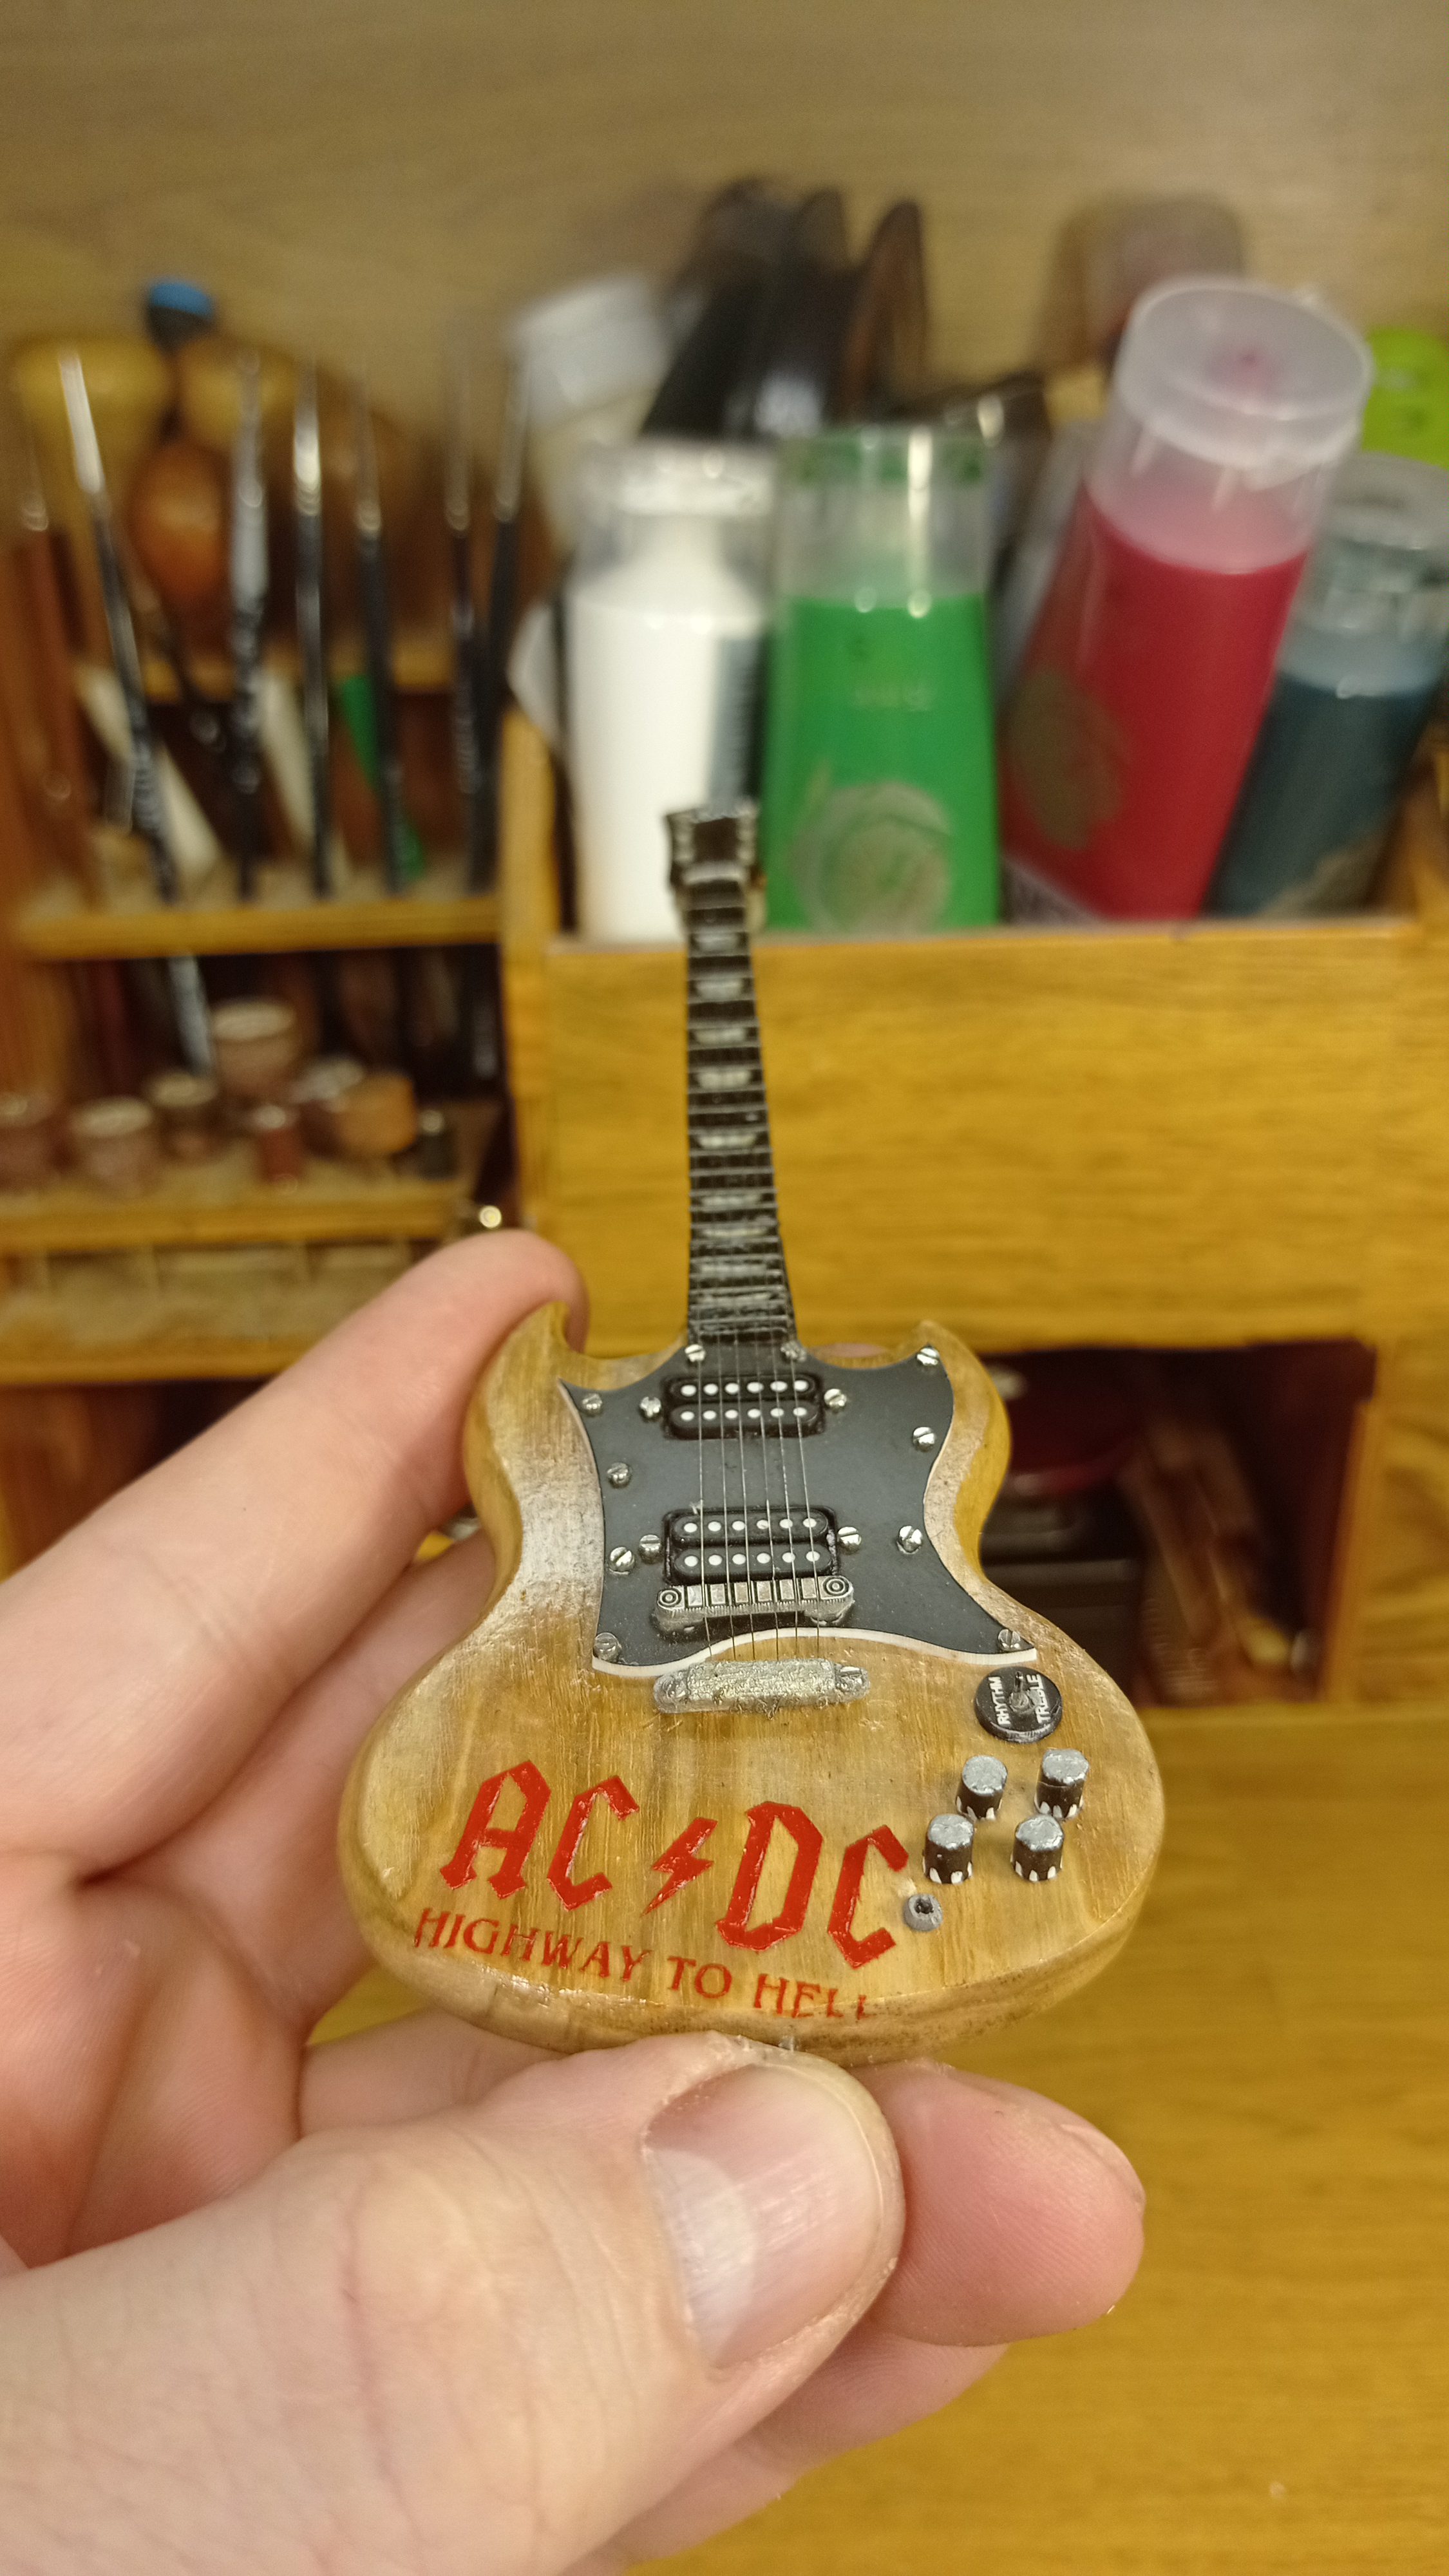 RHYTHM
TREBLE
AC⚡DC
HIGHWAY TO HELL